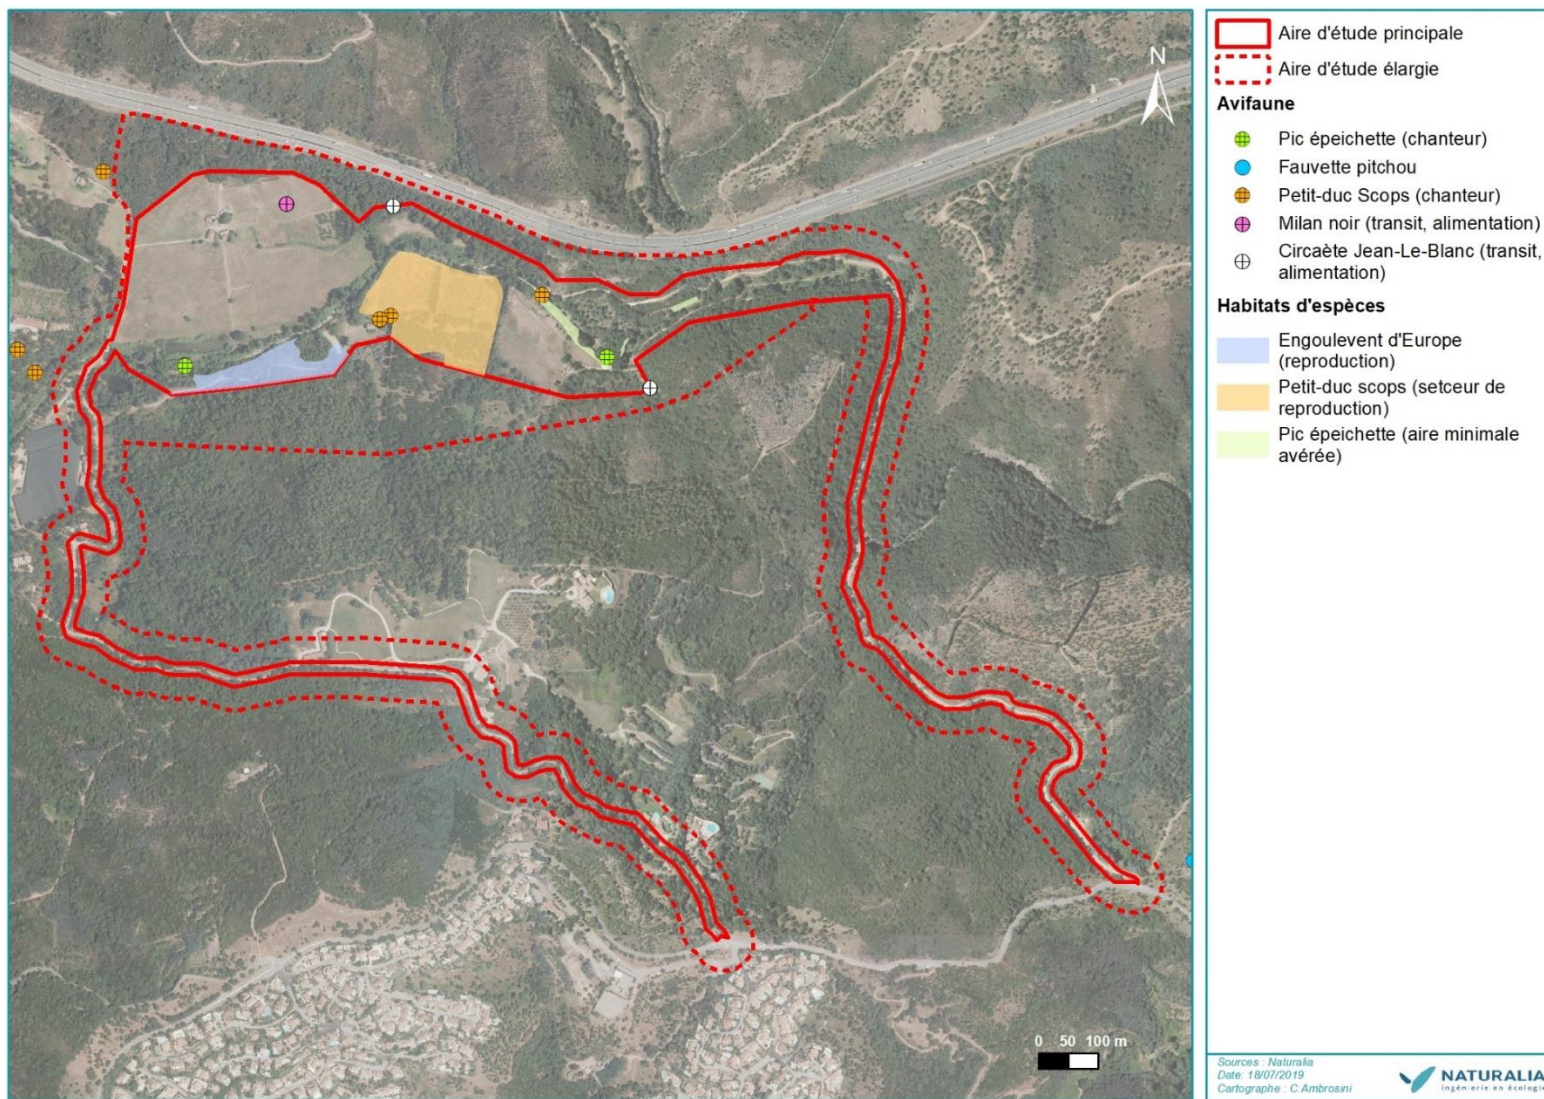 N
0 50 100 m
Aire d'étude principale
Aire d'étude élargie
Avifaune
Pic épeichette (chanteur)
Fauvette pitchou
Petit-duc Scops (chanteur)
Milan noir (transit, alimentation)
Circaète Jean-Le-Blanc (transit,
alimentation)
Habitats d'espèces
Engoulevent d'Europe
(reproduction)
Petit-duc scops (setceur de
reproduction)
Pic épeichette (aire minimale
avérée)
Sources : Naturalia
Date: 18/07/2019
Cartographe : C.Ambrosini
NATURALIA
Ingénierie en écologie